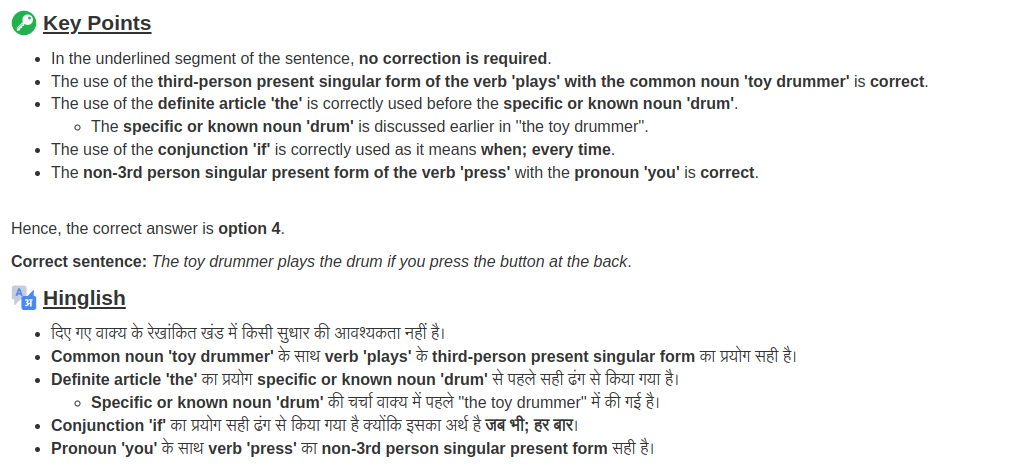 Key Points
In the underlined segment of the sentence, no correction is required.
The use of the third-person present singular form of the verb 'plays' with the common noun 'toy drummer' is correct.
The use of the definite article 'the' is correctly used before the specific or known noun 'drum'.
The specific or known noun 'drum' is discussed earlier in "the toy drummer".
The use of the conjunction 'if' is correctly used as it means when; every time.
The non-3rd person singular present form of the verb 'press' with the pronoun 'you' is correct.
Hence, the correct answer is option 4.
Correct sentence: The toy drummer plays the drum if you press the button at the back.
A अ Hinglish
दिए गए वाक्य के रेखांकित खंड में किसी सुधार की आवश्यकता नहीं है।
Common noun 'toy drummer' के साथ verb 'plays' के third-person present singular form का प्रयोग सही है।
Definite article 'the' का प्रयोग specific or known noun 'drum' से पहले सही ढंग से किया गया है।
Specific or known noun 'drum' की चर्चा वाक्य में पहले "the toy drummer" में की गई है।
Conjunction 'if' का प्रयोग सही ढंग से किया गया है क्योंकि इसका अर्थ है जब भी; हर बार।
Pronoun 'you' के साथ verb 'press' का non-3rd person singular present form सही है।